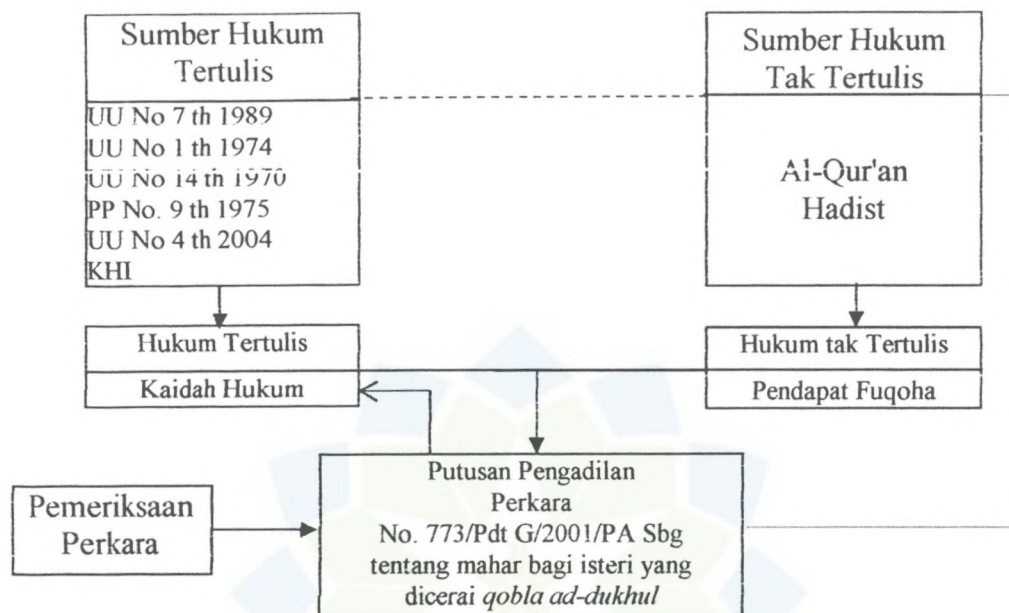 Sumber Hukum
Tertulis
UU No 7 th 1989
UU No 1 th 1974
UU No 14 th 1970
PP No. 9 th 1975
UU No 4 th 2004
KHI
Sumber Hukum
Tak Tertulis
Al-Qur'an
Hadist
Hukum Tertulis
Kaidah Hukum
Hukum tak Tertulis
Pendapat Fuqoha
Pemeriksaan
Perkara
Putusan Pengadilan
Perkara
No. 773/Pdt G/2001/PA Sbg
tentang mahar bagi isteri yang
dicerai qobla ad-dukhul